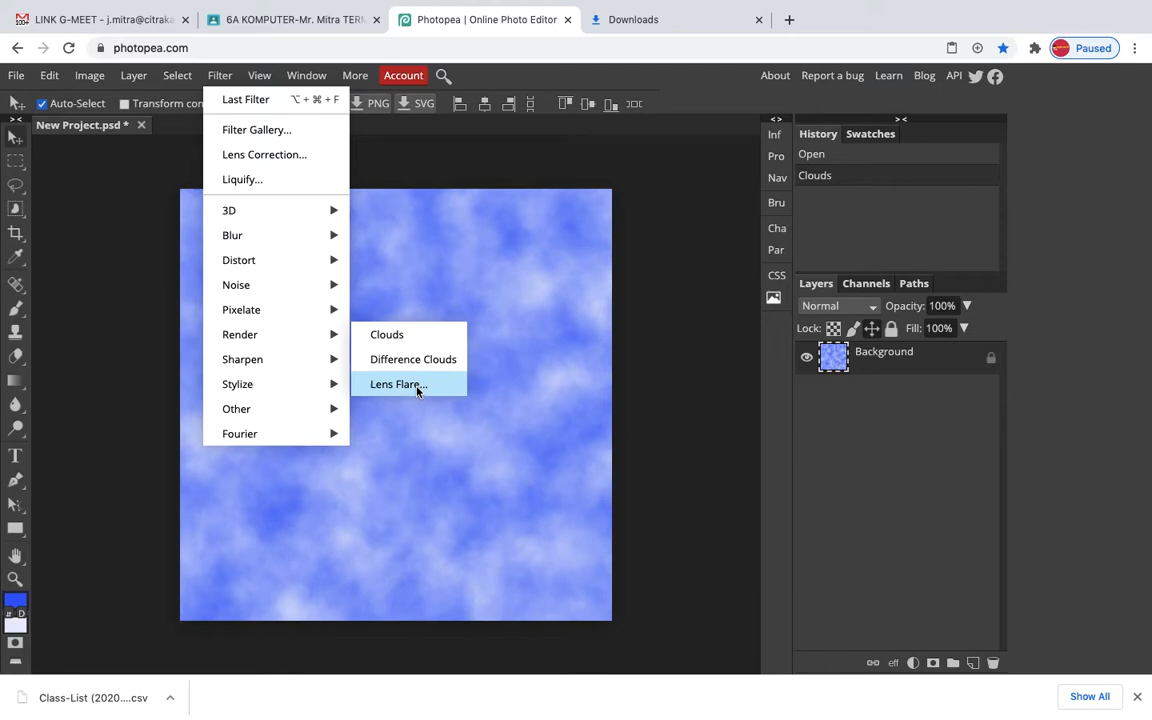 LINK G-MEET - j.mitra@citraka
6A KOMPUTER-Mr. Mitra TERM
Photopea | Online Photo Editor
Downloads
photopea.com
Paused
File Edit Image Layer Select Filter View Window More Account
About Report a bug Learn Blog API
Auto-Select Transform con PNG SVG
New Project.psd *
Last Filter ⌥ + ⌘ + F
Filter Gallery...
Lens Correction...
Liquify...
3D
Blur
Distort
Noise
Pixelate
Render
Sharpen
Stylize
Other
Fourier
Clouds
Difference Clouds
Lens Flare...
Inf
Pro
Nav
Bru
Cha
Par
CSS
History Swatches
Open
Clouds
Layers Channels Paths
Normal Opacity: 100%
Lock: Fill: 100%
Background
eff
D
Class-List (2020....csv
Show All